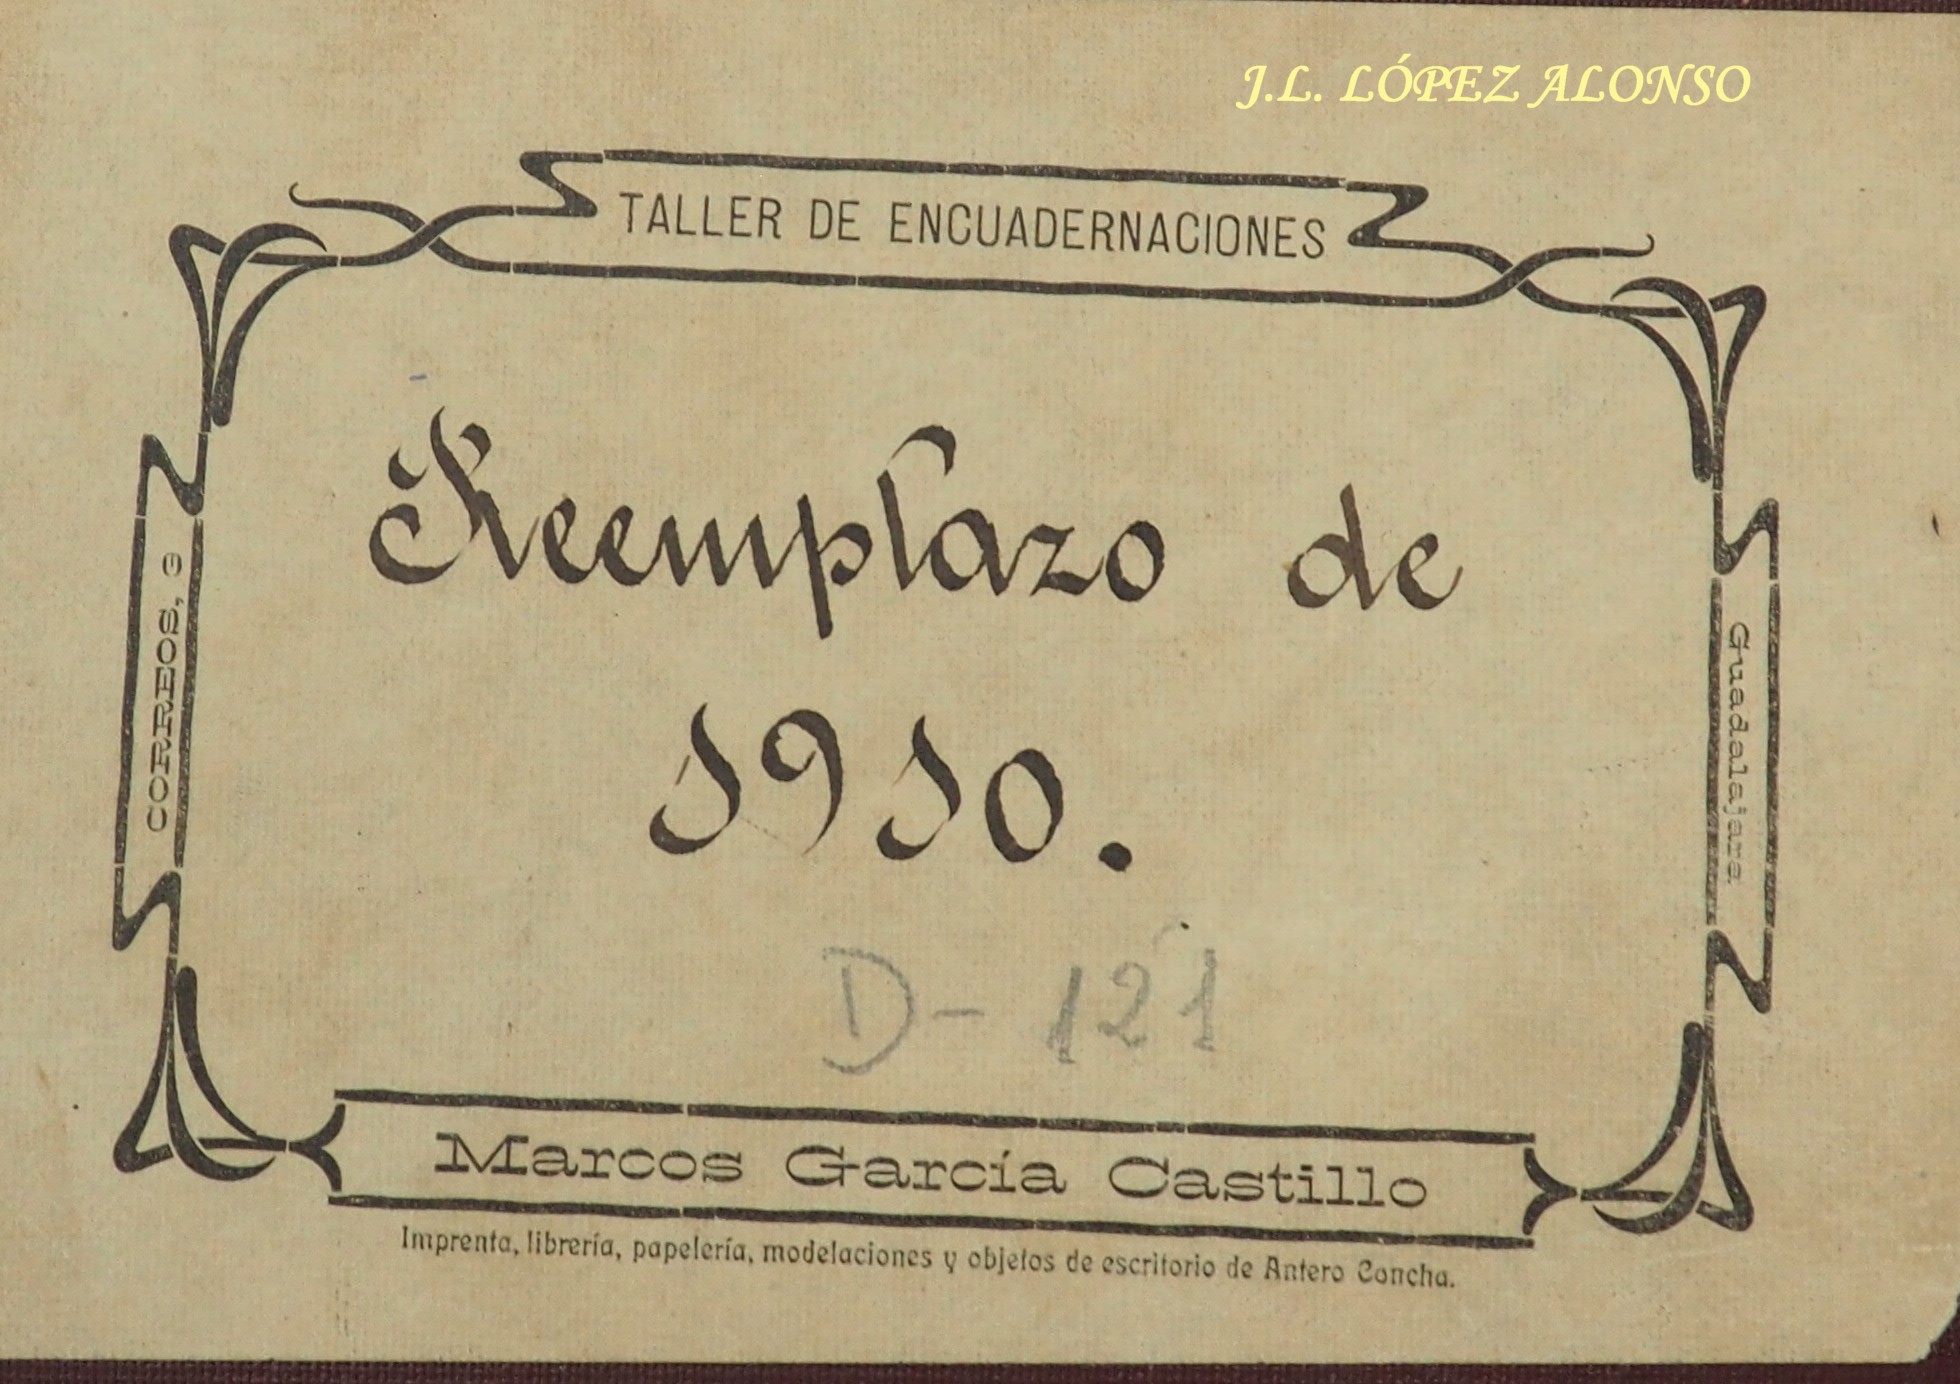 J.L. LÓPEZ ALONSO
TALLER DE ENCUADERNACIONES
CORREOS, 3
Guadalajara
Reemplazo de
1910.
D- 121
Marcos García Castillo
Imprenta, librería, papelería, modelaciones y objetos de escritorio de Antero Concha.